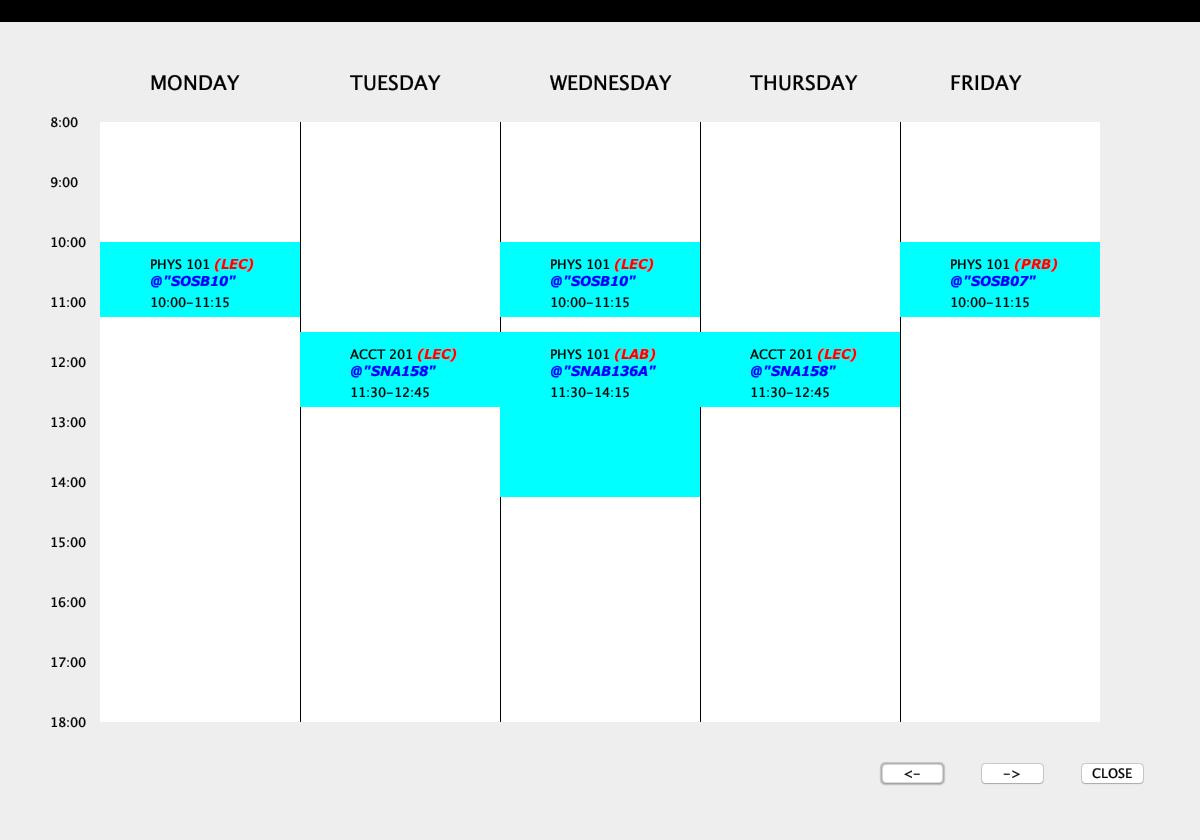 MONDAY TUESDAY WEDNESDAY THURSDAY FRIDAY
8:00
9:00
10:00
PHYS 101 (LEC) PHYS 101 (LEC) PHYS 101 (PRB)
@"SOSB10" @"SOSB10" @"SOSB07"
11:00 10:00-11:15 10:00-11:15 10:00-11:15
ACCT 201 (LEC) PHYS 101 (LAB) ACCT 201 (LEC)
12:00 @"SNA158" @"SNAB136A" @"SNA158"
11:30-12:45 11:30-14:15 11:30-12:45
13:00
14:00
15:00
16:00
17:00
18:00
<- -> CLOSE